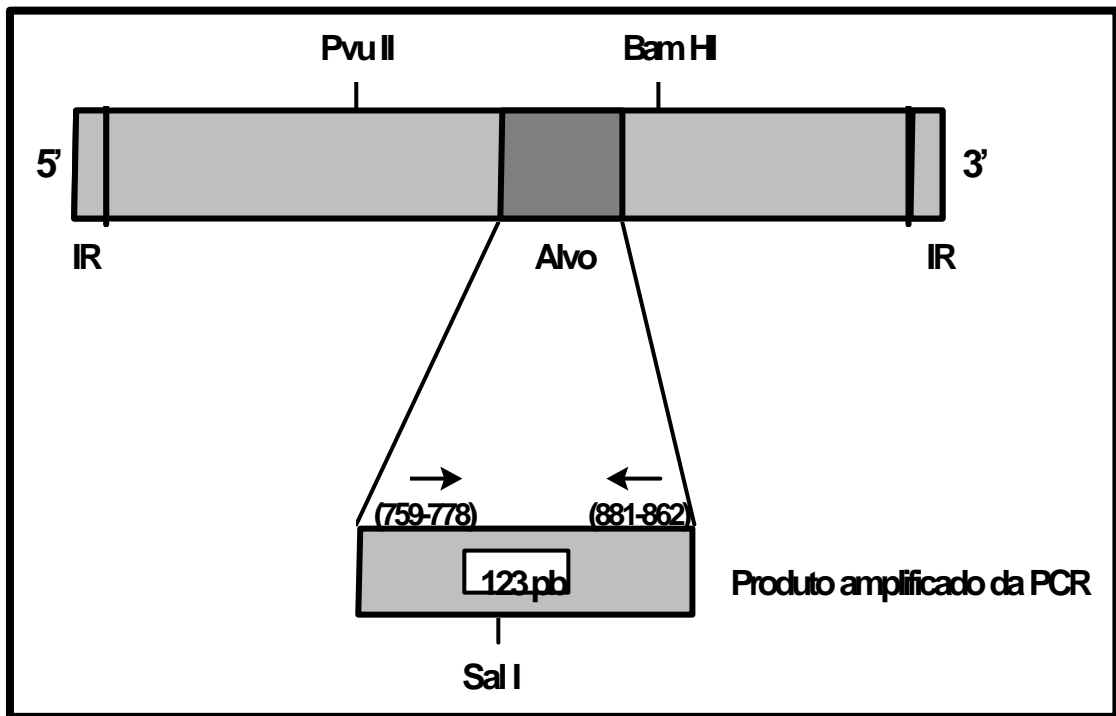 Pvu II Bam HI
5' 3'
IR Alvo IR
(759-778) (881-862)
123 pb Produto amplificado da PCR
Sal I